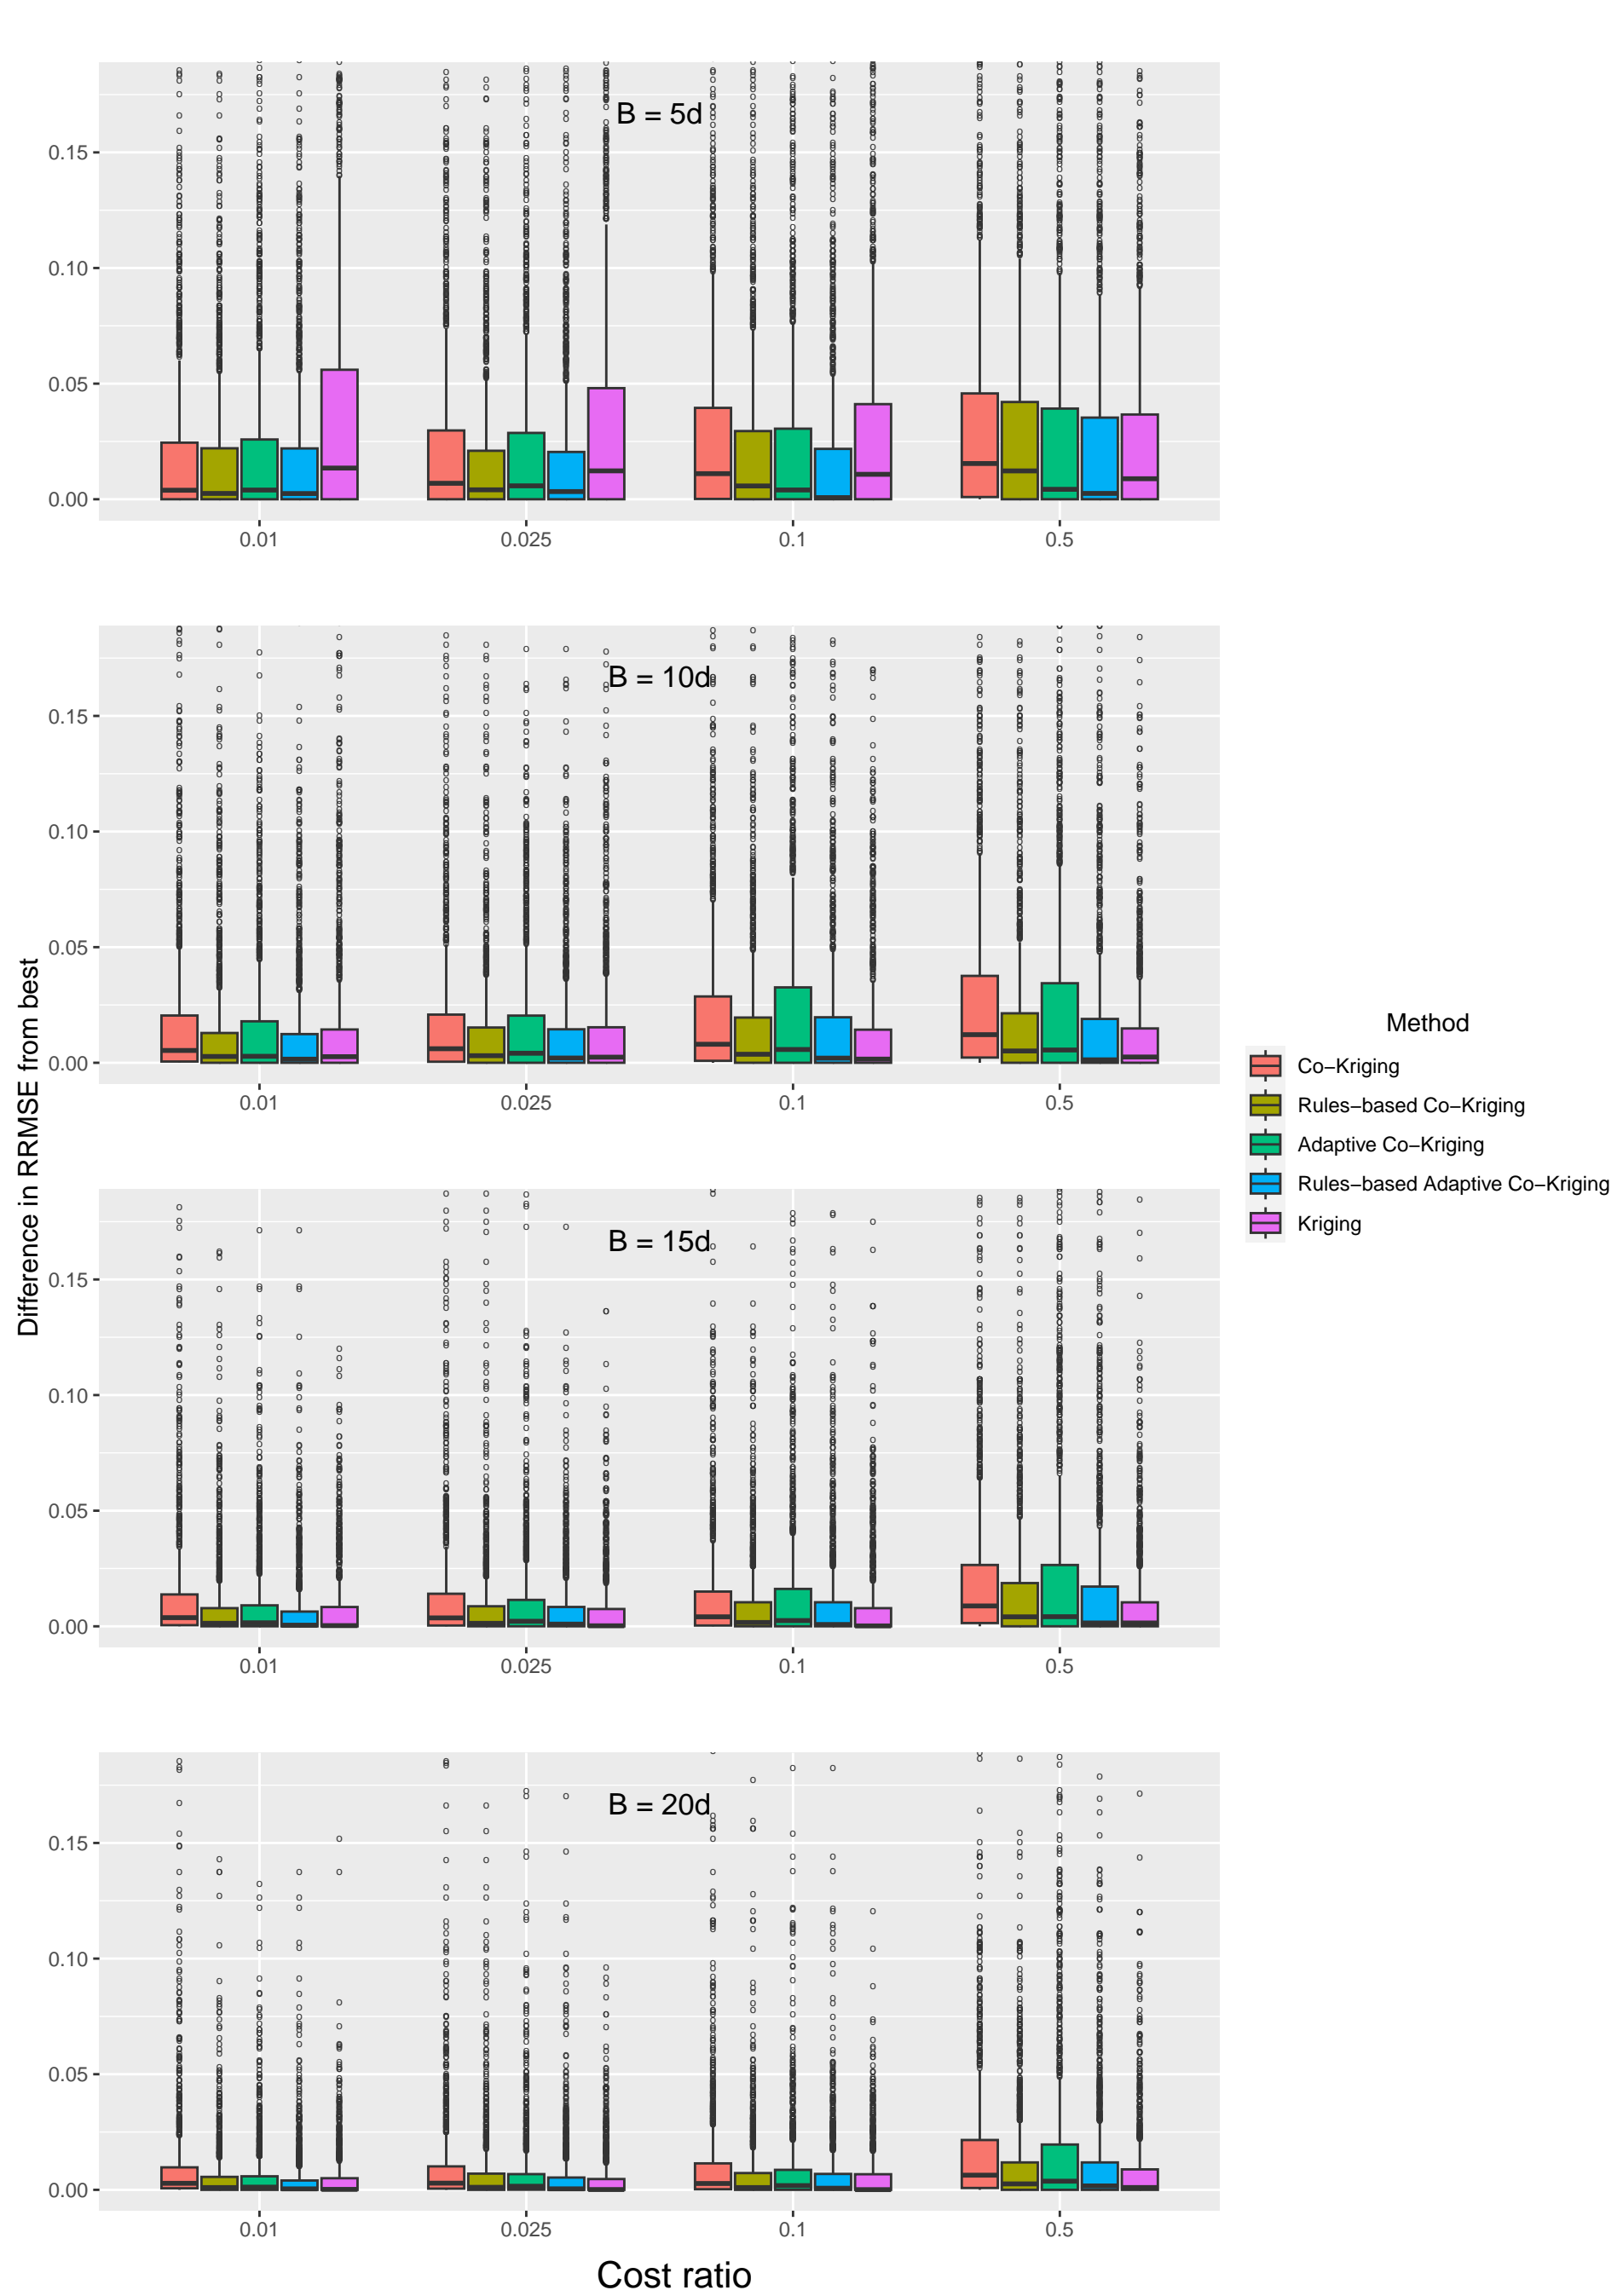 B = 5d
0.15
0.10
0.05
0.00
0.01 0.025 0.1 0.5
B = 10d
0.15
0.10
0.05
0.00
0.01 0.025 0.1 0.5
Difference in RRMSE from best
Method
Co−Kriging
Rules−based Co−Kriging
Adaptive Co−Kriging
Rules−based Adaptive Co−Kriging
Kriging
B = 15d
0.15
0.10
0.05
0.00
0.01 0.025 0.1 0.5
B = 20d
0.15
0.10
0.05
0.00
0.01 0.025 0.1 0.5
Cost ratio